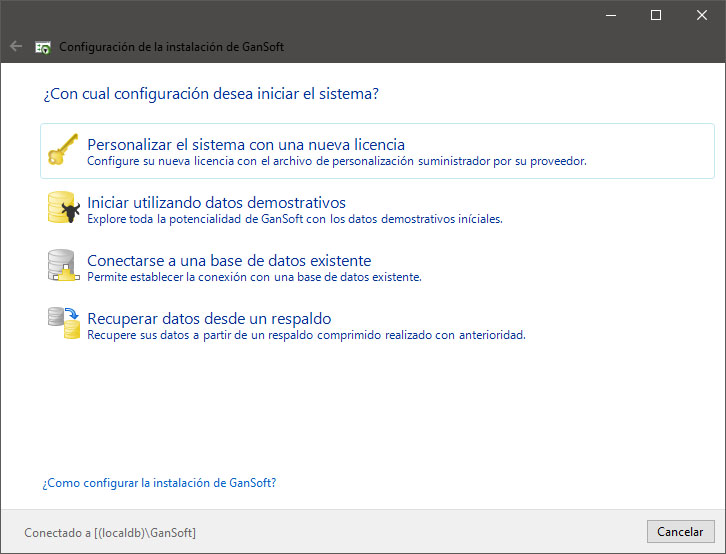 Configuración de la instalación de GanSoft
¿Con cual configuración desea iniciar el sistema?
Personalizar el sistema con una nueva licencia
Configure su nueva licencia con el archivo de personalización suministrador por su proveedor.
Iniciar utilizando datos demostrativos
Explore toda la potencialidad de GanSoft con los datos demostrativos iníciales.
Conectarse a una base de datos existente
Permite establecer la conexión con una base de datos existente.
Recuperar datos desde un respaldo
Recupere sus datos a partir de un respaldo comprimido realizado con anterioridad.
¿Como configurar la instalación de GanSoft?
Conectado a [(localdb)\GanSoft]
Cancelar